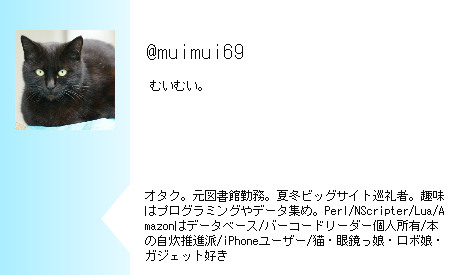 @muimui69
むいむい。
オタク。元図書館勤務。夏冬ビッグサイト巡礼者。趣味
はプログラミングやデータ集め。Perl/NScripter/Lua/A
mazonはデータベース/バーコードリーダー個人所有/本
の自炊推進派/iPhoneユーザー/猫・眼鏡っ娘・ロボ娘・
ガジェット好き